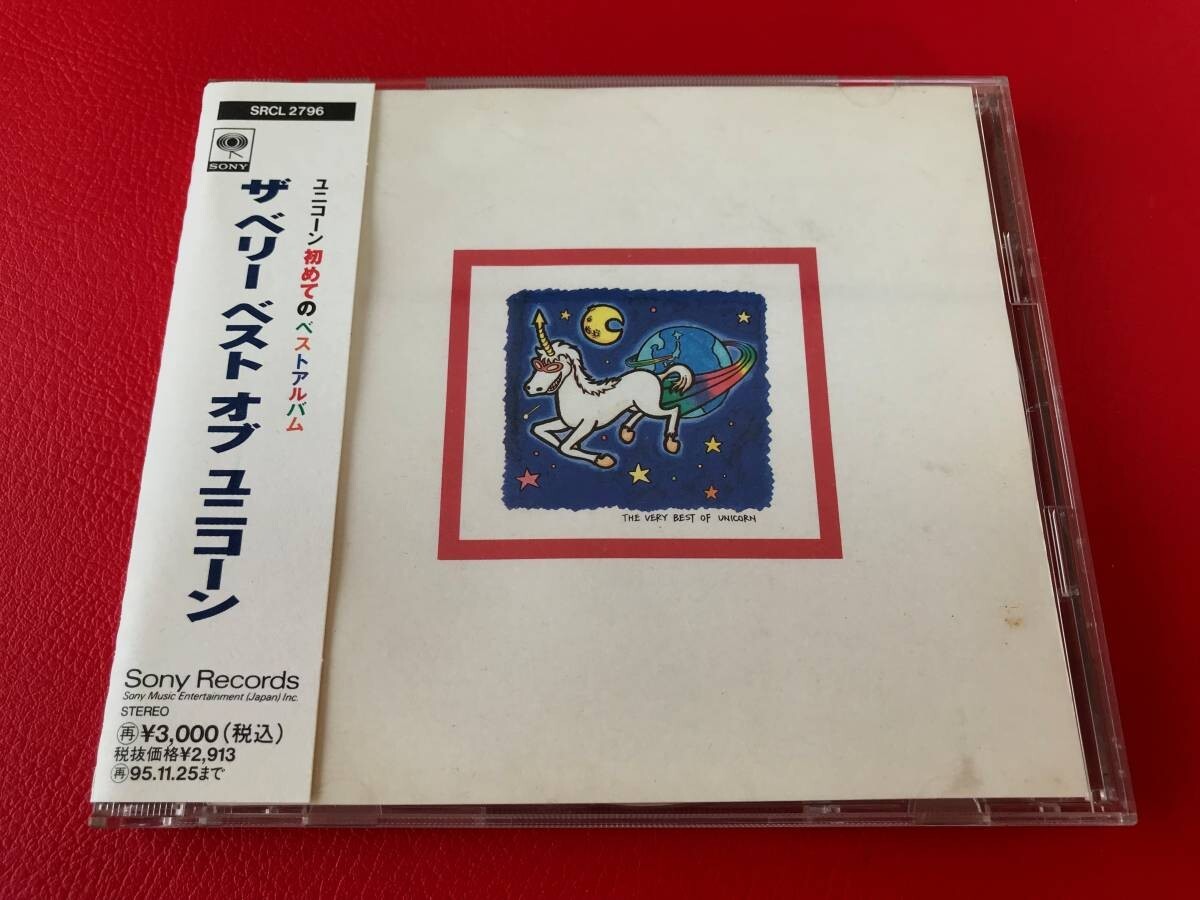 SRCL 2796
SONY
ユニコーン初めてのベストアルバム
ザ ベリー ベスト オブ ユニコーン
THE VERY BEST OF UNICORN
Sony Records
Sony Music Entertainment (Japan) Inc.
STEREO
再¥3,000(税込)
税抜価格¥2,913
再95.11.25まで